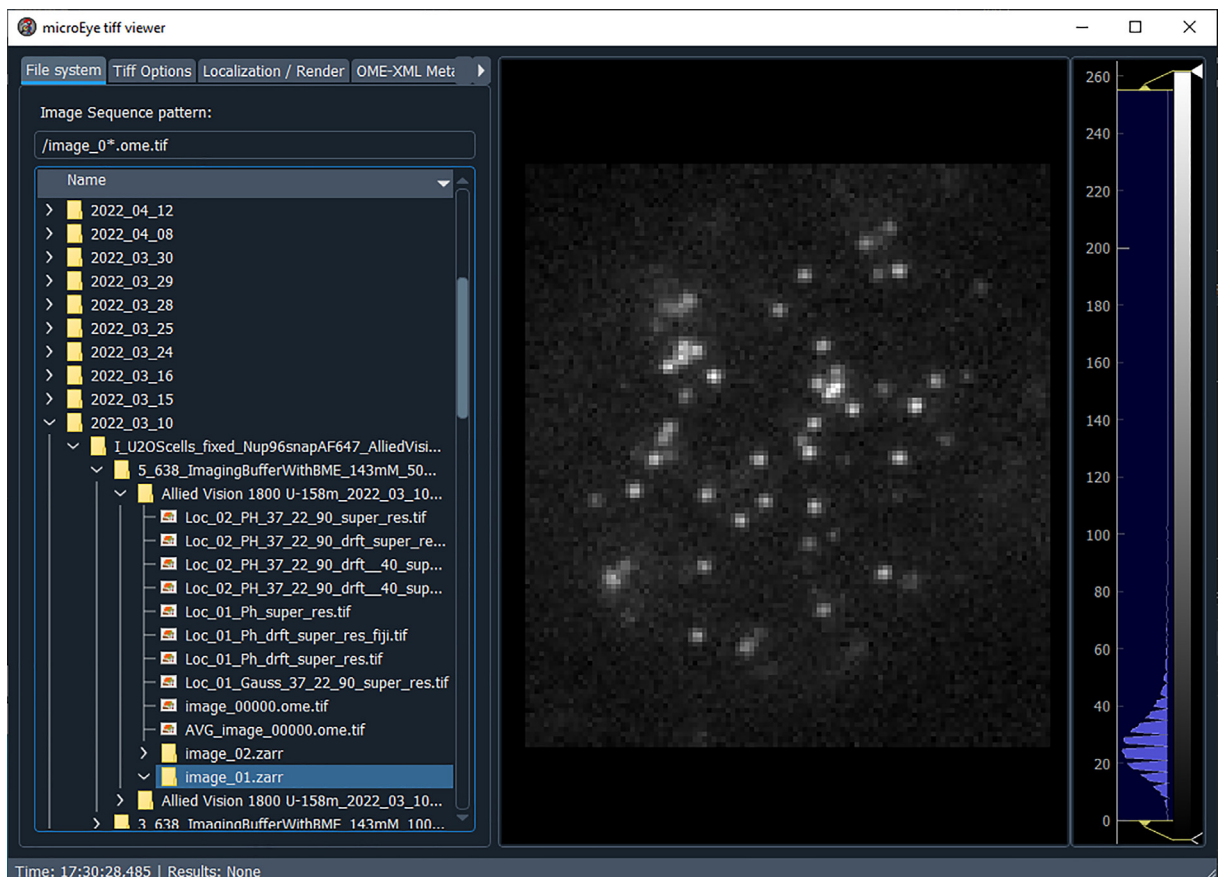 microEye tiff viewer
File system Tiff Options Localization / Render OME-XML Meta
Image Sequence pattern:
/image_0*.ome.tif
Name
2022_04_12
2022_04_08
2022_03_30
2022_03_29
2022_03_28
2022_03_25
2022_03_24
2022_03_16
2022_03_15
2022_03_10
I_U2OScells_fixed_Nup96snapAF647_AlliedVisi...
5_638_ImagingBufferWithBME_143mM_50...
Allied Vision 1800 U-158m_2022_03_10...
Loc_02_PH_37_22_90_super_res.tif
Loc_02_PH_37_22_90_drft_super_re...
Loc_02_PH_37_22_90_drft__40_sup...
Loc_02_PH_37_22_90_drft__40_sup...
Loc_01_Ph_super_res.tif
Loc_01_Ph_drft_super_res_fiji.tif
Loc_01_Ph_drft_super_res.tif
Loc_01_Gauss_37_22_90_super_res.tif
image_00000.ome.tif
AVG_image_00000.ome.tif
image_02.zarr
image_01.zarr
Allied Vision 1800 U-158m_2022_03_10...
3_638_ImagingBufferWithBME_143mM_100...
260
240
220
200
180
160
140
120
100
80
60
40
20
0
Time: 17:30:28.485 | Results: None